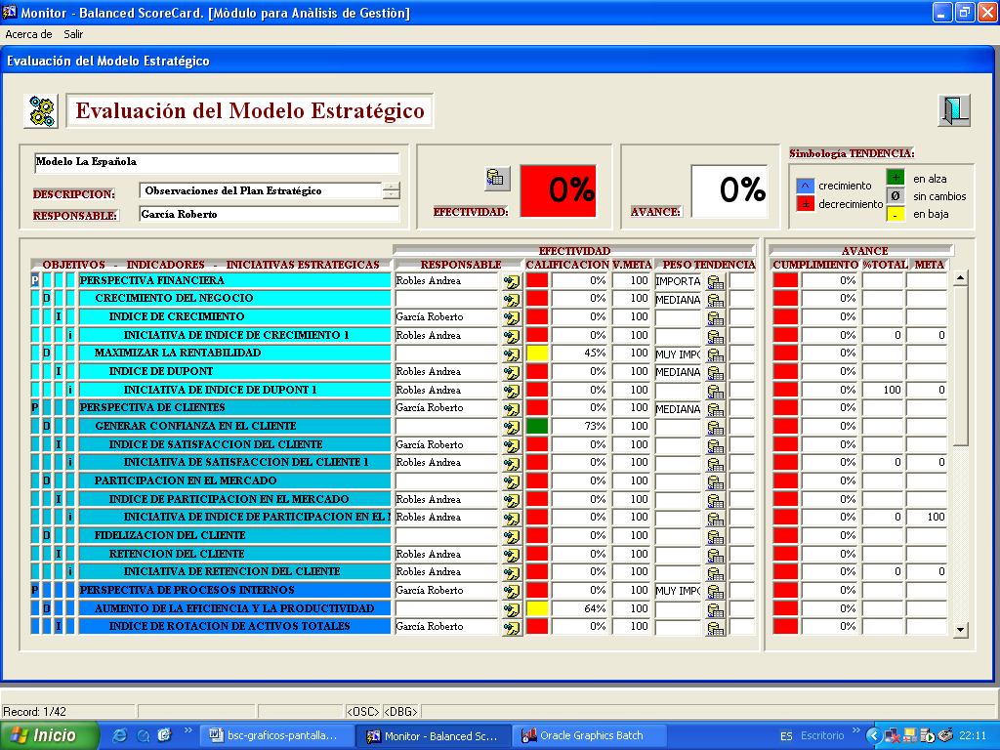 Monitor - Balanced ScoreCard. [Mòdulo para Anàlisis de Gestiòn]
Acerca de Salir
Evaluación del Modelo Estratégico
Evaluación del Modelo Estratégico
Modelo La Española
DESCRIPCION: Observaciones del Plan Estratégico
RESPONSABLE: García Roberto
EFECTIVIDAD: 0%
AVANCE: 0%
Simbología TENDENCIA:
^ crecimiento
± decrecimiento
+ en alza
Ø sin cambios
- en baja
EFECTIVIDAD AVANCE
OBJETIVOS - INDICADORES - INICIATIVAS ESTRATEGICAS RESPONSABLE CALIFICACION V.META PESO TENDENCIA CUMPLIMIENTO %TOTAL META
P PERSPECTIVA FINANCIERA Robles Andrea 0% 100 IMPORTA 0%
O CRECIMIENTO DEL NEGOCIO 0% 100 MEDIANA 0%
I INDICE DE CRECIMIENTO García Roberto 0% 100 0%
i INICIATIVA DE INDICE DE CRECIMIENTO 1 Robles Andrea 0% 100 0% 0 0
O MAXIMIZAR LA RENTABILIDAD 45% 100 MUY IMPO 0%
I INDICE DE DUPONT Robles Andrea 0% 100 MEDIANA 0%
i INICIATIVA DE INDICE DE DUPONT 1 Robles Andrea 0% 100 0% 100 0
P PERSPECTIVA DE CLIENTES García Roberto 0% 100 MEDIANA 0%
O GENERAR CONFIANZA EN EL CLIENTE 73% 100 0%
I INDICE DE SATISFACCION DEL CLIENTE García Roberto 0% 100 0%
i INICIATIVA DE SATISFACCION DEL CLIENTE 1 Robles Andrea 0% 100 0% 0 0
O PARTICIPACION EN EL MERCADO 0% 100 0%
I INDICE DE PARTICIPACION EN EL MERCADO Robles Andrea 0% 100 0%
i INICIATIVA DE INDICE DE PARTICIPACION EN EL M Robles Andrea 0% 100 0% 0 100
O FIDELIZACION DEL CLIENTE 0% 100 0%
I RETENCION DEL CLIENTE Robles Andrea 0% 100 0%
i INICIATIVA DE RETENCION DEL CLIENTE Robles Andrea 0% 100 0% 0 0
P PERSPECTIVA DE PROCESOS INTERNOS García Roberto 0% 100 MUY IMPO 0%
O AUMENTO DE LA EFICIENCIA Y LA PRODUCTIVIDAD 64% 100 0%
I INDICE DE ROTACION DE ACTIVOS TOTALES García Roberto 0% 100 0%
Record: 1/42 <OSC> <DBG>
Inicio bsc-graficos-pantalla... Monitor - Balanced Sc... Oracle Graphics Batch ES Escritorio 22:11